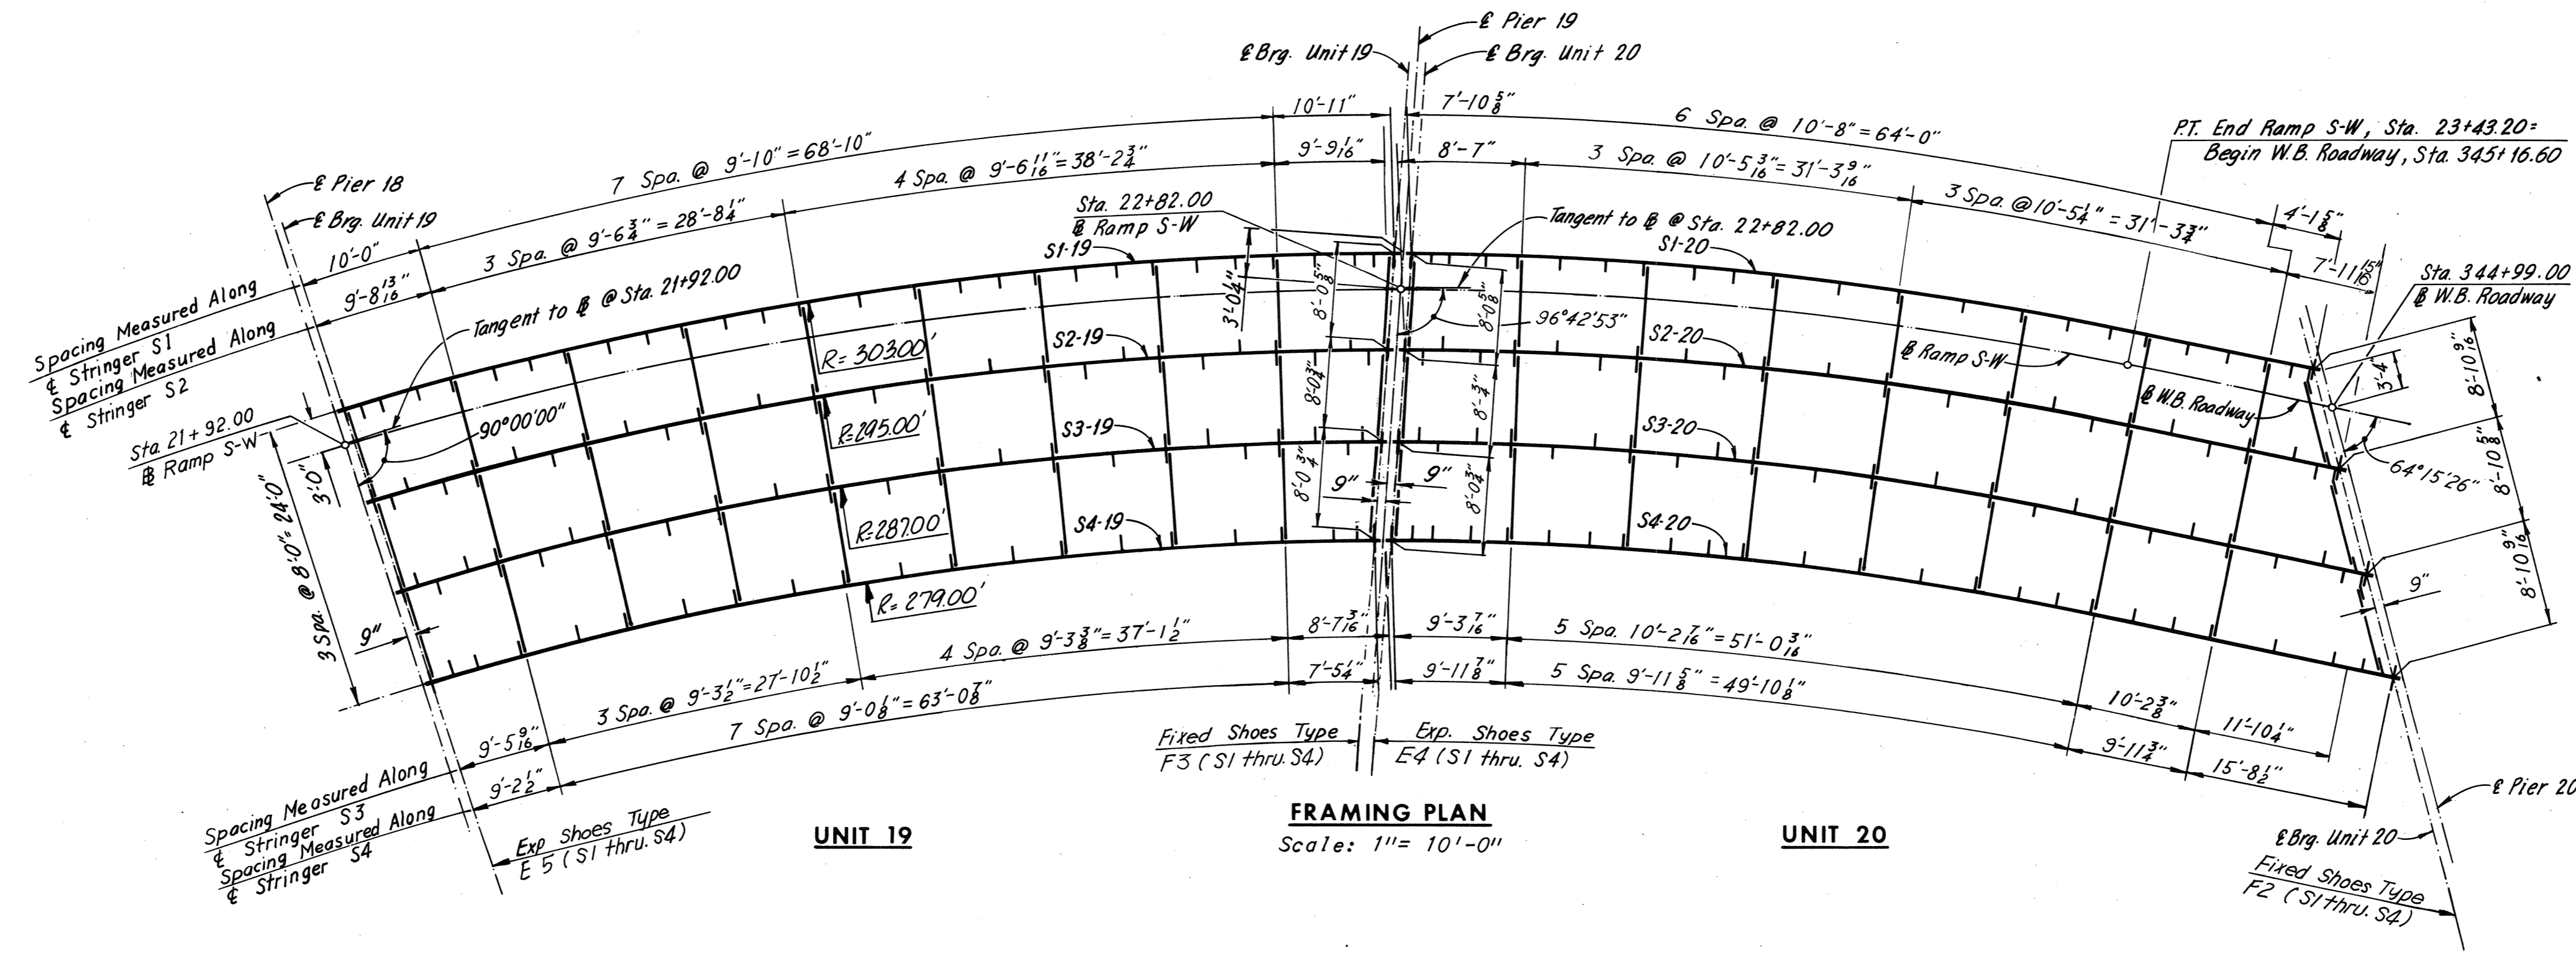 ℄ Pier 19
℄ Brg. Unit 19
℄ Brg. Unit 20
10'-11"
7'-10 5/8"
7 Spa. @ 9'-10" = 68'-10"
6 Spa. @ 10'-8" = 64'-0"
P.T. End Ramp S-W, Sta. 23+43.20 =
Begin W.B. Roadway, Sta. 345+16.60
4 Spa. @ 9'-6 11/16" = 38'-2 3/4"
9'-9 1/16"
8'-7"
3 Spa. @ 10'-5 3/16" = 31'-3 9/16"
3 Spa. @ 10'-5 1/4" = 31'-3 3/4"
4'-1 5/8"
7'-11 15/16"
℄ Pier 18
℄ Brg. Unit 19
10'-0"
3 Spa. @ 9'-6 3/4" = 28'-8 1/4"
9'-8 13/16"
Spacing Measured Along
℄ Stringer S1
Spacing Measured Along
℄ Stringer S2
Tangent to ⅊ @ Sta. 21+92.00
Sta. 22+82.00
⅊ Ramp S-W
Tangent to ⅊ @ Sta. 22+82.00
S1-19
S1-20
Sta. 344+99.00
⅊ W.B. Roadway
3'-0 1/4"
8'-0 5/8"
8'-0 5/8"
96°42'53"
R = 303.00'
S2-19
S2-20
⅊ Ramp S-W
⅊ W.B. Roadway
3'-4"
8'-10 9/16"
Sta. 21+92.00
⅊ Ramp S-W
90°00'00"
3'-0"
3 Spa. @ 8'-0" = 24'-0"
R=295.00'
8'-0 3/4"
8'-3/4"
S3-19
S3-20
64°15'26"
8'-10 5/8"
R=287.00'
8'-0 3/4"
9"
9"
8'-0 3/4"
S4-19
S4-20
9"
8'-10 9/16"
R= 279.00'
9"
4 Spa. @ 9'-3 3/8" = 37'-1 1/2"
8'-7 3/16"
9'-3 7/16"
5 Spa. 10'-2 7/16" = 51'-0 3/16"
3 Spa. @ 9'-3 1/2" = 27'-10 1/2"
7'-5 1/4"
9'-11 7/8"
5 Spa. 9'-11 5/8" = 49'-10 1/8"
7 Spa. @ 9'-0 1/8" = 63'-0 7/8"
10'-2 3/8"
11'-10 1/4"
9'-11 3/4"
15'-8 1/2"
9'-5 9/16"
9'-2 1/2"
Spacing Measured Along
℄ Stringer S3
Spacing Measured Along
℄ Stringer S4
Exp Shoes Type
E 5 (S1 thru. S4)
Fixed Shoes Type
F3 (S1 thru. S4)
Exp. Shoes Type
E4 (S1 thru. S4)
℄ Pier 20
℄ Brg. Unit 20
Fixed Shoes Type
F2 (S1 thru. S4)
UNIT 19
FRAMING PLAN
Scale: 1"= 10'-0"
UNIT 20